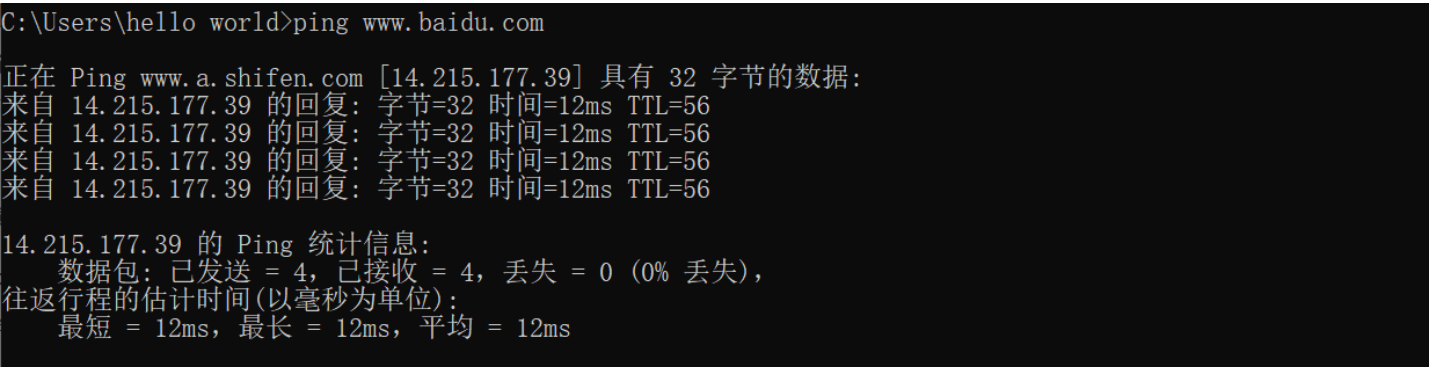 C:\Users\hello world>ping www.baidu.com
正在 Ping www.a.shifen.com [14.215.177.39] 具有 32 字节的数据:
来自 14.215.177.39 的回复: 字节=32 时间=12ms TTL=56
来自 14.215.177.39 的回复: 字节=32 时间=12ms TTL=56
来自 14.215.177.39 的回复: 字节=32 时间=12ms TTL=56
来自 14.215.177.39 的回复: 字节=32 时间=12ms TTL=56
14.215.177.39 的 Ping 统计信息:
    数据包: 已发送 = 4，已接收 = 4，丢失 = 0 (0% 丢失)，
往返行程的估计时间(以毫秒为单位):
    最短 = 12ms，最长 = 12ms，平均 = 12ms